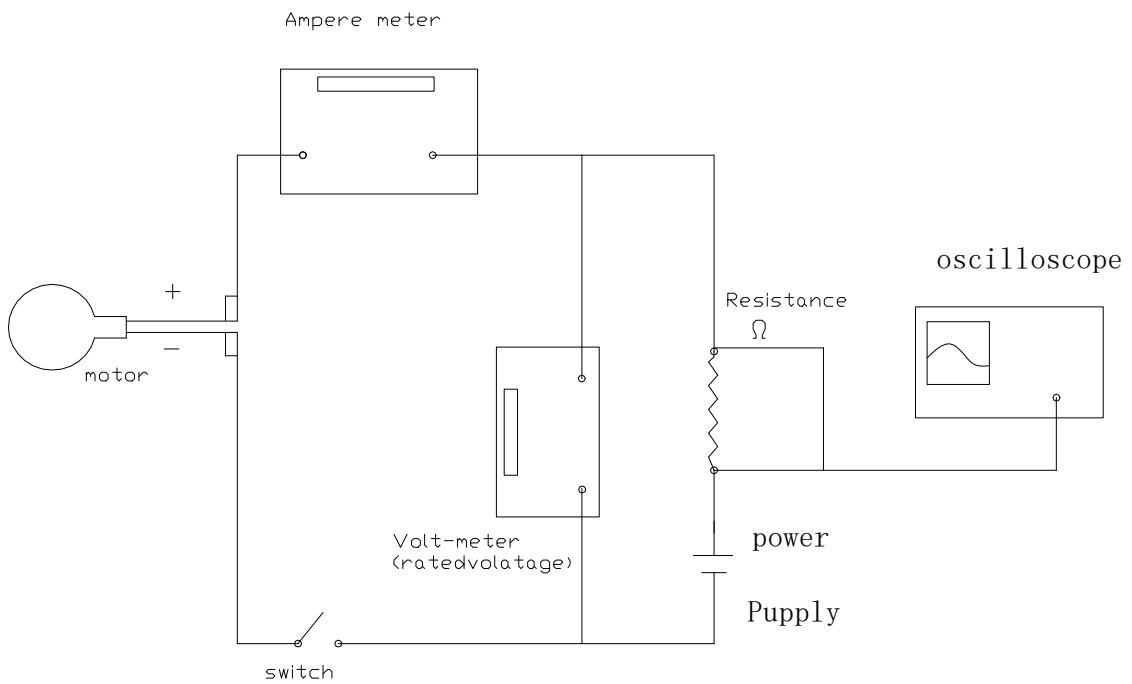 Ampere meter
oscilloscope
+
Resistance
Ω
−
motor
Volt-meter
(ratedvolatage)
power
Pupply
switch